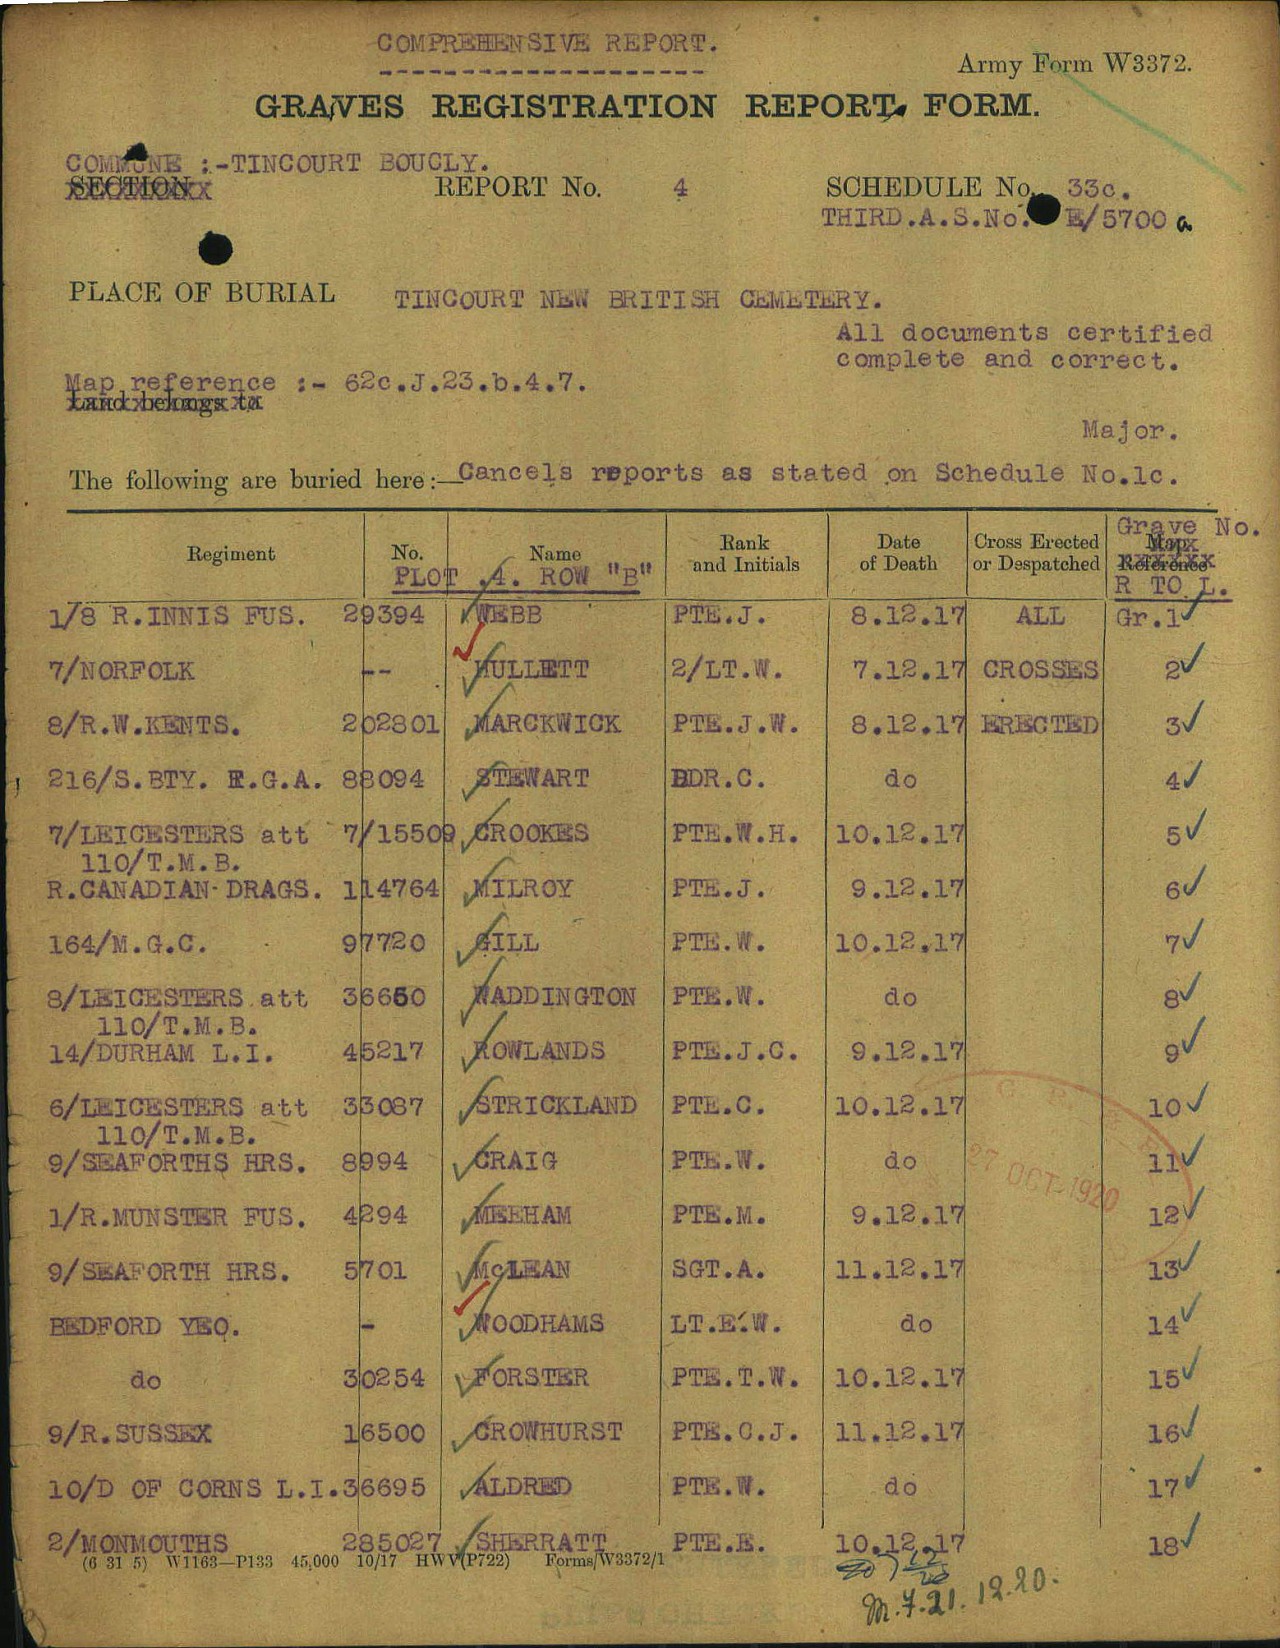 COMPREHENSIVE REPORT.
Army Form W3372.
GRAVES REGISTRATION REPORT FORM.
COMMUNE :-TINCOURT BOUCLY.
SECTION REPORT No. 4 SCHEDULE No. 33c.
THIRD.A.S.No. E/5700 a
PLACE OF BURIAL TINCOURT NEW BRITISH CEMETERY.
All documents certified
complete and correct.
Map reference :- 62c.J.23.b.4.7.
Land belongs to
Major.
The following are buried here:—Cancels reports as stated on Schedule No.1c.
Regiment No. Name Rank and Initials Date of Death Cross Erected or Despatched Grave No. Map Reference
PLOT .4. ROW "B" R TO L.
1/8 R.INNIS FUS. 29394 WEBB PTE.J. 8.12.17 ALL Gr.1
7/NORFOLK -- HULLETT 2/LT.W. 7.12.17 CROSSES 2
8/R.W.KENTS. 202801 MARCKWICK PTE.J.W. 8.12.17 ERECTED 3
216/S.BTY. R.G.A. 88094 STEWART BDR.C. do 4
7/LEICESTERS att 7/15509 CROOKES PTE.W.H. 10.12.17 5
110/T.M.B.
R.CANADIAN DRAGS. 114764 MILROY PTE.J. 9.12.17 6
164/M.G.C. 97720 GILL PTE.W. 10.12.17 7
8/LEICESTERS att 36660 WADDINGTON PTE.W. do 8
110/T.M.B.
14/DURHAM L.I. 45217 ROWLANDS PTE.J.C. 9.12.17 9
6/LEICESTERS att 33087 STRICKLAND PTE.C. 10.12.17 10
110/T.M.B.
9/SEAFORTHS HRS. 8994 CRAIG PTE.W. do 11
27 OCT 1920
1/R.MUNSTER FUS. 4294 MEEHAM PTE.M. 9.12.17 12
9/SEAFORTH HRS. 5701 McLEAN SGT.A. 11.12.17 13
BEDFORD YEO. - WOODHAMS LT.E.W. do 14
do 30254 FORSTER PTE.T.W. 10.12.17 15
9/R.SUSSEX 16500 CROWHURST PTE.C.J. 11.12.17 16
10/D OF CORNS L.I. 36695 ALDRED PTE.W. do 17
2/MONMOUTHS 285027 SHERRATT PTE.E. 10.12.17 18
(6 31 5) W1163—P133 45,000 10/17 HWV(P722) Forms/W3372/1
M.7.21.12.20.